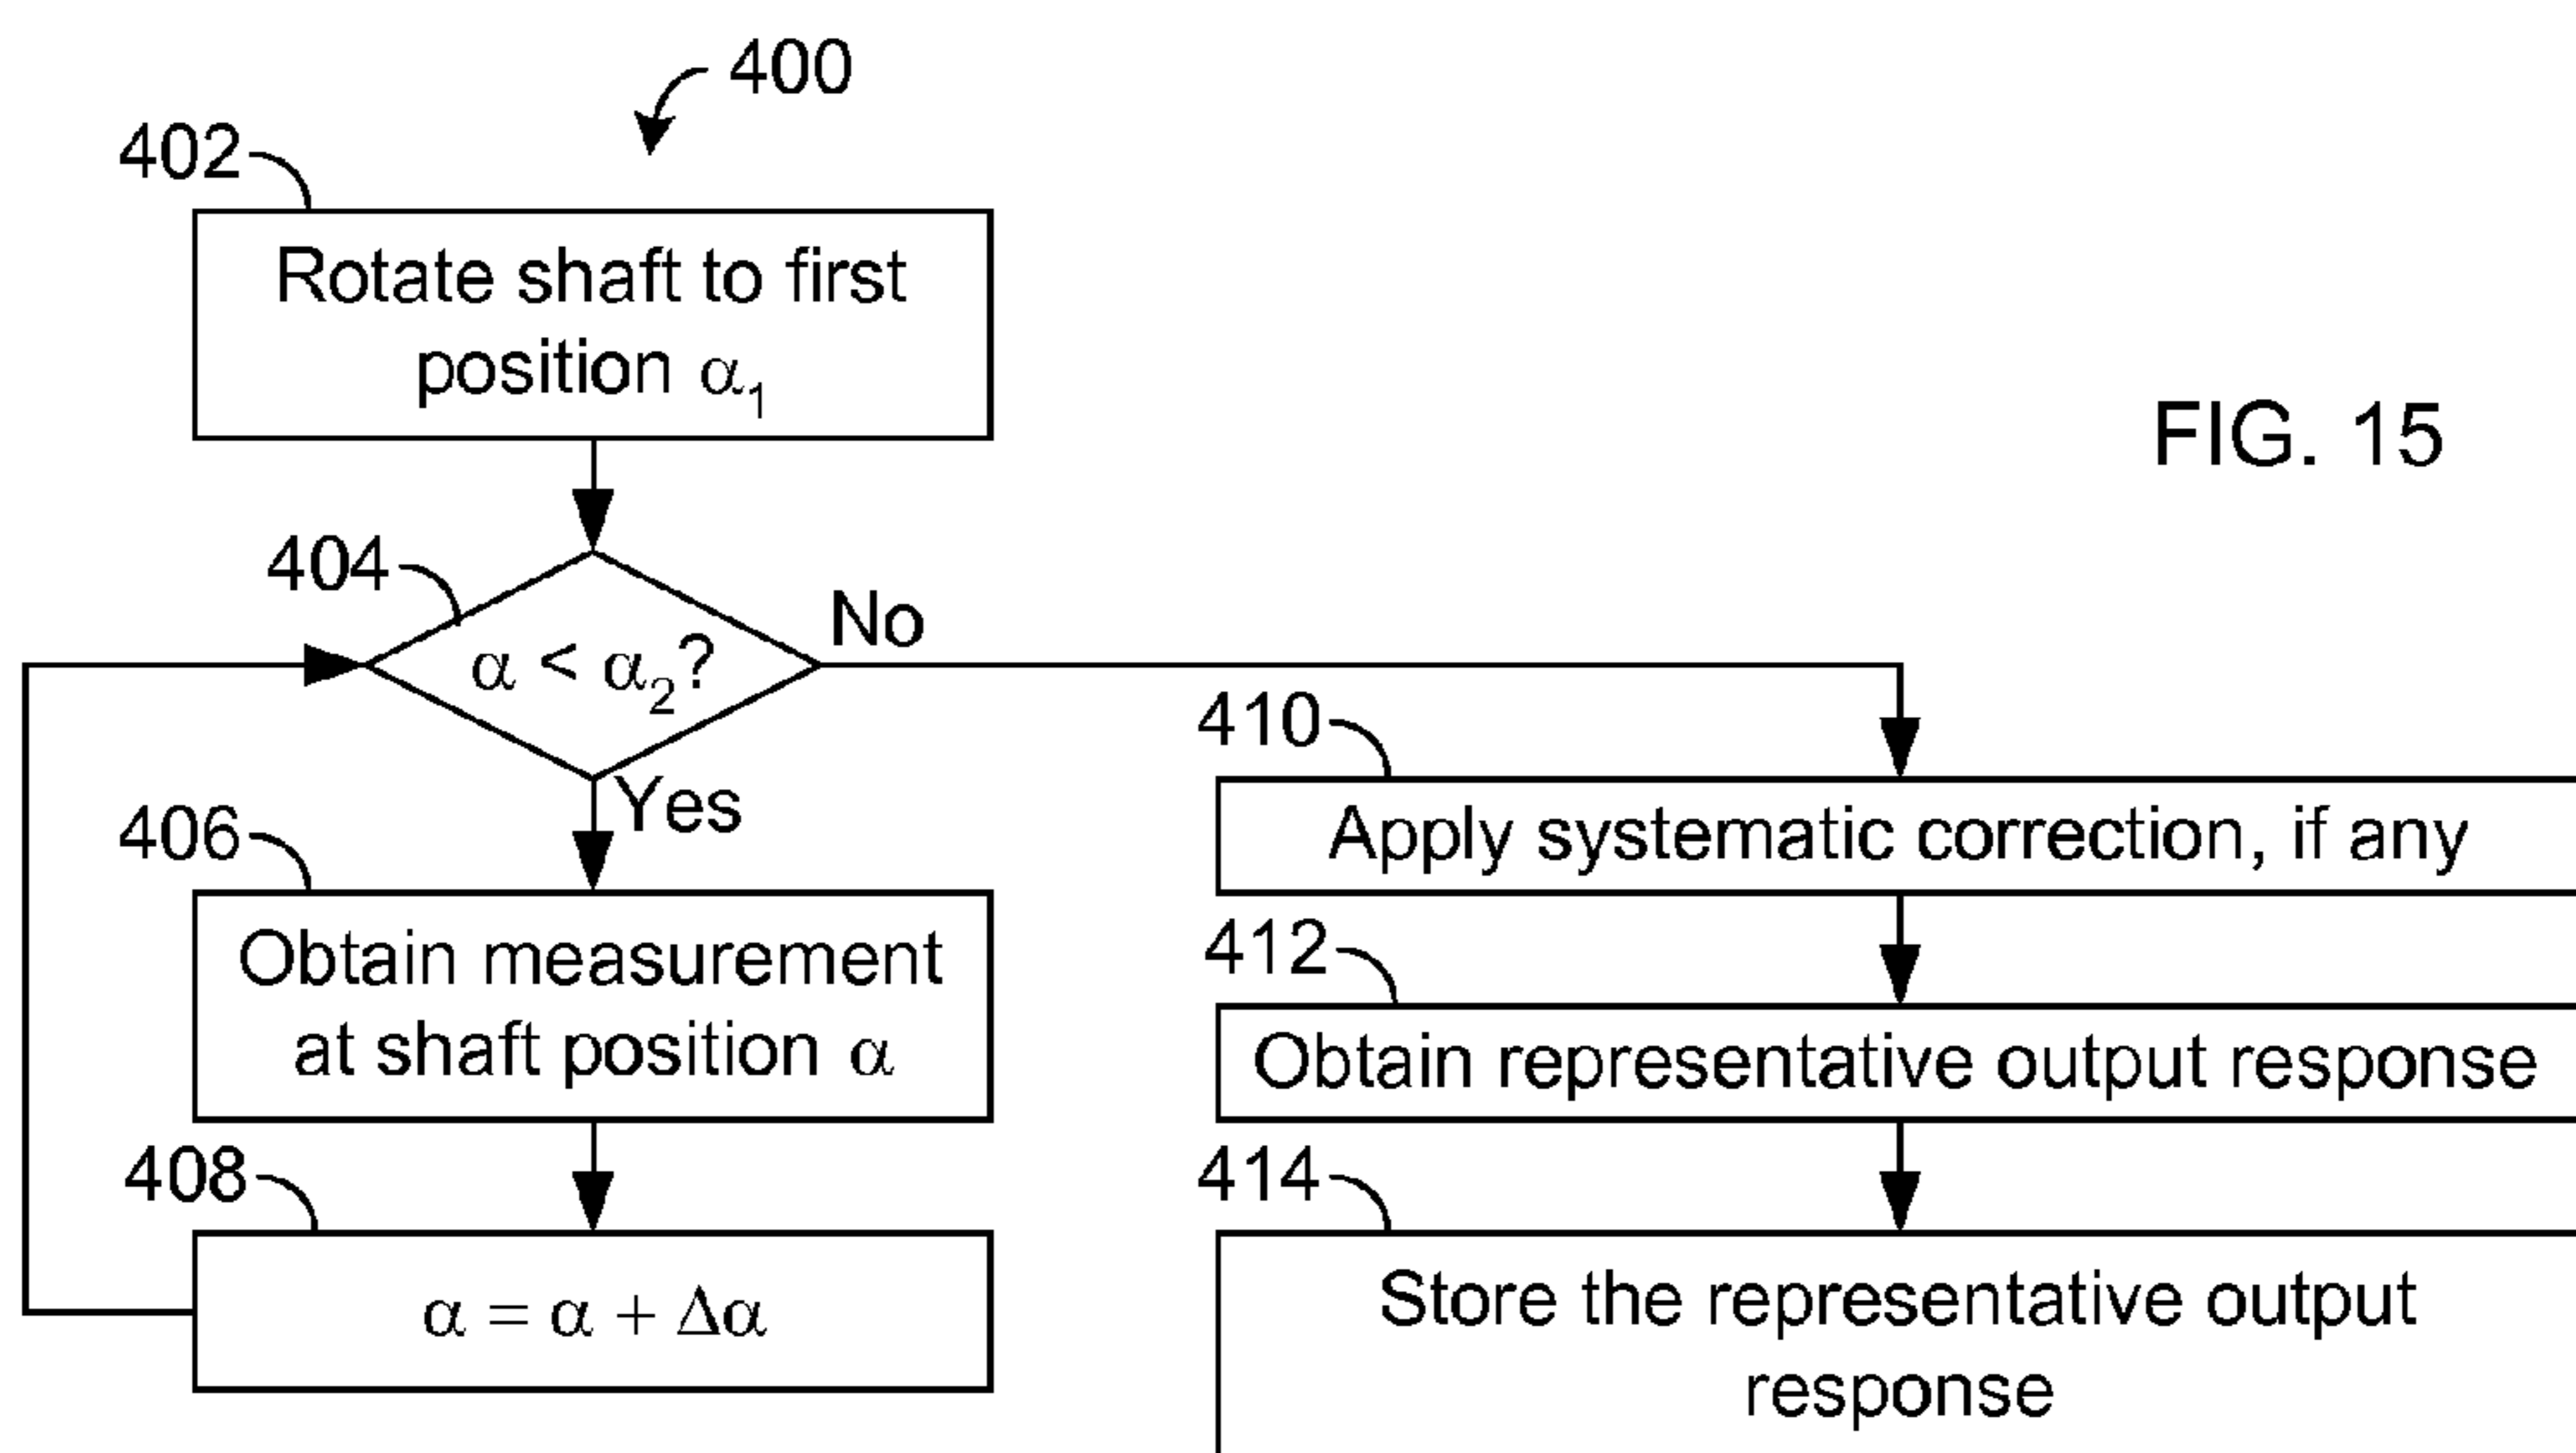 400
402
Rotate shaft to first
position α₁
FIG. 15
404
α < α₂?
No
Yes
406
Obtain measurement
at shaft position α
408
α = α + Δα
410
Apply systematic correction, if any
412
Obtain representative output response
414
Store the representative output
response